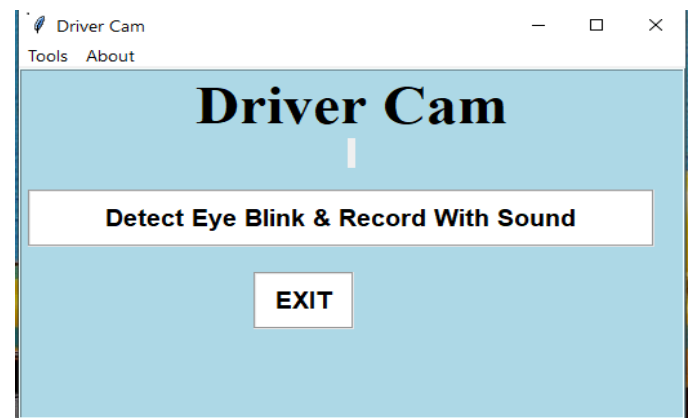 Driver Cam
Tools About
Driver Cam
Detect Eye Blink & Record With Sound
EXIT